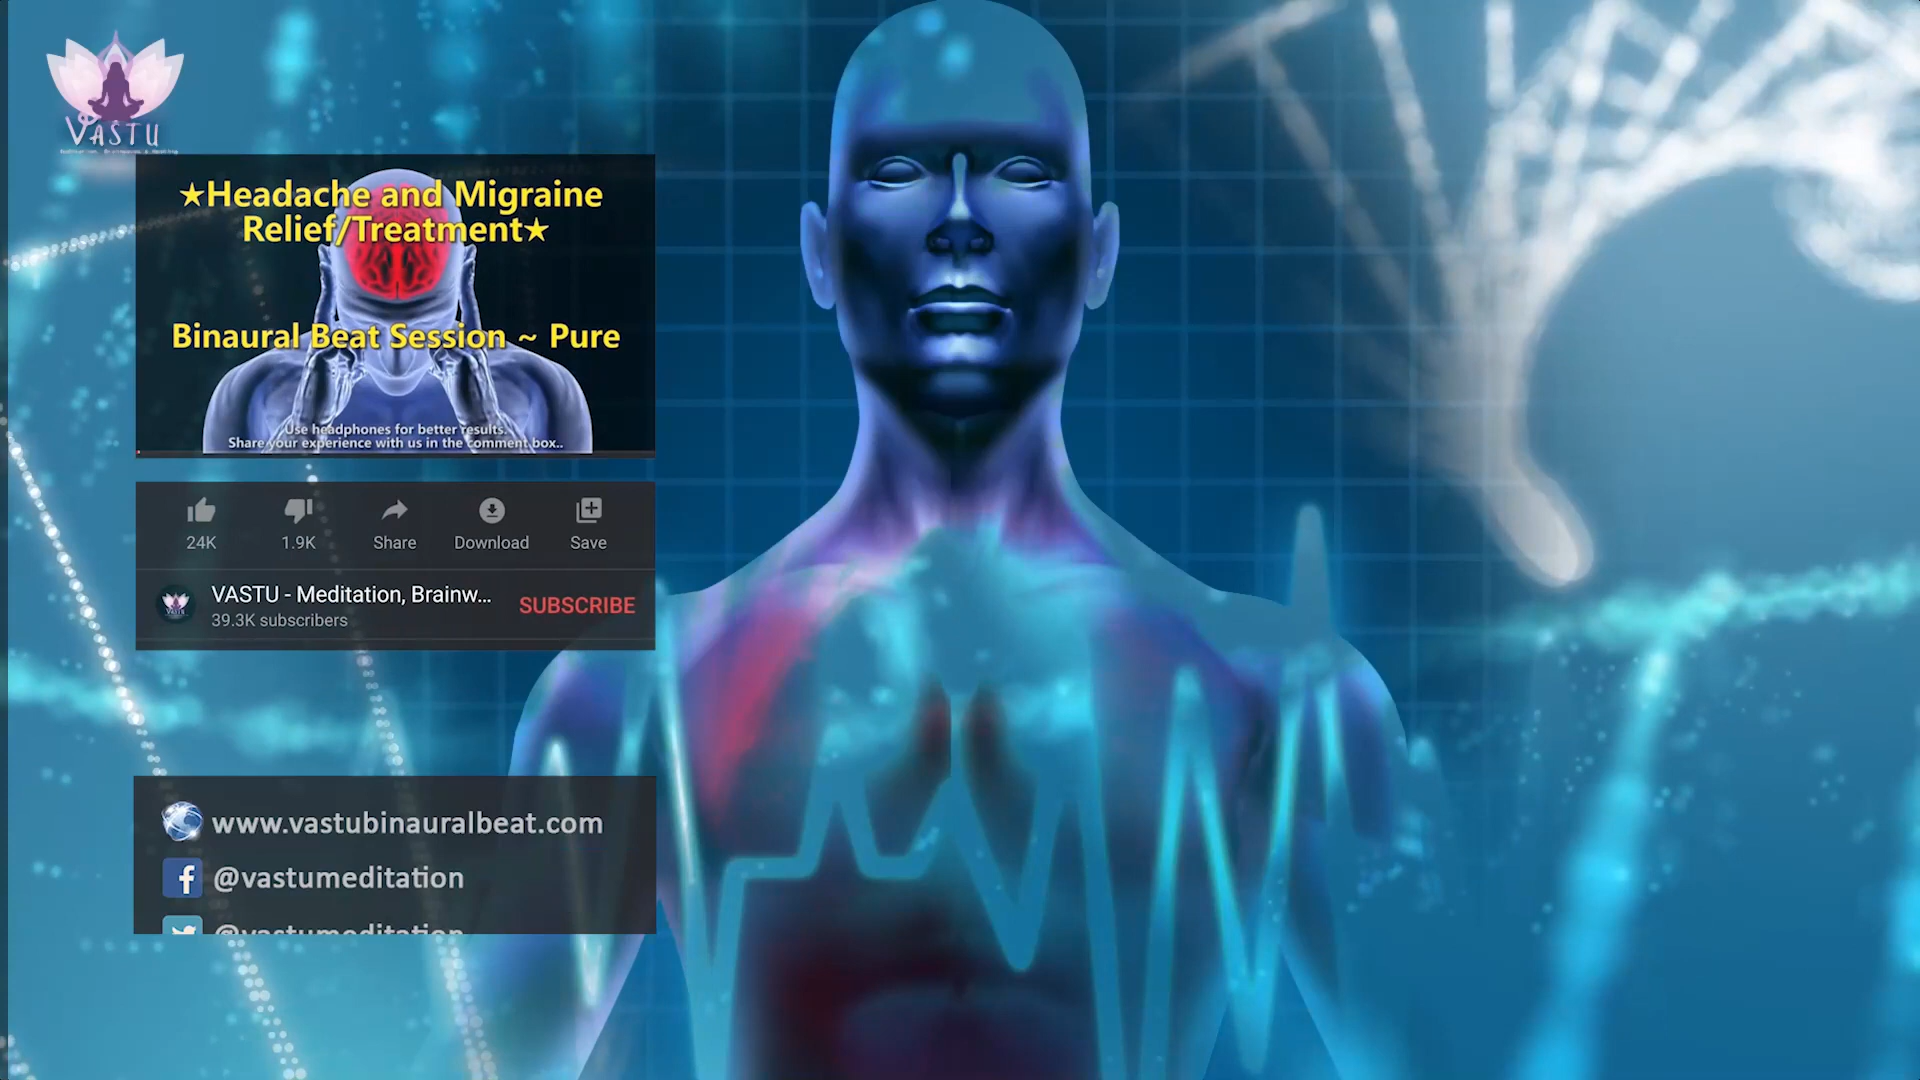 VASTU
★Headache and Migraine
Relief/Treatment★
Binaural Beat Session ~ Pure
Use headphones for better results.
Share your experience with us in the comment box..
24K
1.9K
Share
Download
Save
VASTU - Meditation, Brainw...
SUBSCRIBE
39.3K subscribers
www.vastubinauralbeat.com
@vastumeditation
@vastumeditation